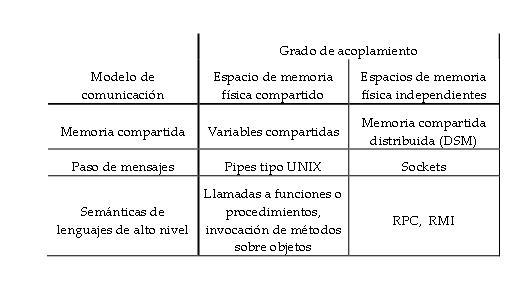 Grado de acoplamiento
Modelo de
comunicación
Espacio de memoria
física compartido
Espacios de memoria
física independientes
Memoria compartida
Variables compartidas
Memoria compartida
distribuida (DSM)
Paso de mensajes
Pipes tipo UNIX
Sockets
Semánticas de
lenguajes de alto nivel
Llamadas a funciones o
procedimientos,
invocación de métodos
sobre objetos
RPC, RMI